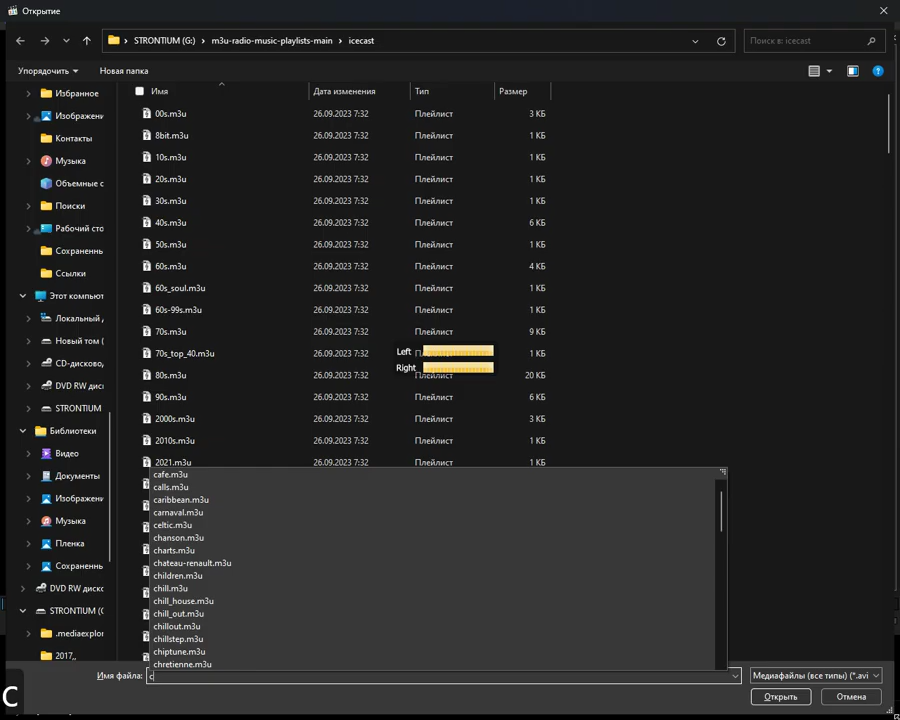 Открытие
STRONTIUM (G:) › m3u-radio-music-playlists-main › icecast
Поиск в: icecast
Упорядочить Новая папка
Имя Дата изменения Тип Размер
Избранное
Изображени
Контакты
Музыка
Объемные с
Поиски
Рабочий сто
Сохраненны
Ссылки
Этот компьют
Локальный д
Новый том (
CD-дисково,
DVD RW дис
STRONTIUM
Библиотеки
Видео
Документы
Изображени
Музыка
Пленка
Сохраненны
DVD RW диско
STRONTIUM (G
.mediaexplor
2017,,
00s.m3u 26.09.2023 7:32 Плейлист 3 КБ
8bit.m3u 26.09.2023 7:32 Плейлист 1 КБ
10s.m3u 26.09.2023 7:32 Плейлист 1 КБ
20s.m3u 26.09.2023 7:32 Плейлист 1 КБ
30s.m3u 26.09.2023 7:32 Плейлист 1 КБ
40s.m3u 26.09.2023 7:32 Плейлист 6 КБ
50s.m3u 26.09.2023 7:32 Плейлист 1 КБ
60s.m3u 26.09.2023 7:32 Плейлист 4 КБ
60s_soul.m3u 26.09.2023 7:32 Плейлист 1 КБ
60s-99s.m3u 26.09.2023 7:32 Плейлист 1 КБ
70s.m3u 26.09.2023 7:32 Плейлист 9 КБ
70s_top_40.m3u 26.09.2023 7:32 Плейлист 1 КБ
80s.m3u 26.09.2023 7:32 Плейлист 20 КБ
90s.m3u 26.09.2023 7:32 Плейлист 6 КБ
2000s.m3u 26.09.2023 7:32 Плейлист 3 КБ
2010s.m3u 26.09.2023 7:32 Плейлист 1 КБ
2021.m3u 26.09.2023 7:32 Плейлист 1 КБ
Left
Right
cafe.m3u
calls.m3u
caribbean.m3u
carnaval.m3u
celtic.m3u
chanson.m3u
charts.m3u
chateau-renault.m3u
children.m3u
chill.m3u
chill_house.m3u
chill_out.m3u
chillout.m3u
chillstep.m3u
chiptune.m3u
chretienne.m3u
Имя файла: c
Медиафайлы (все типы) (*.avi
Открыть Отмена
C